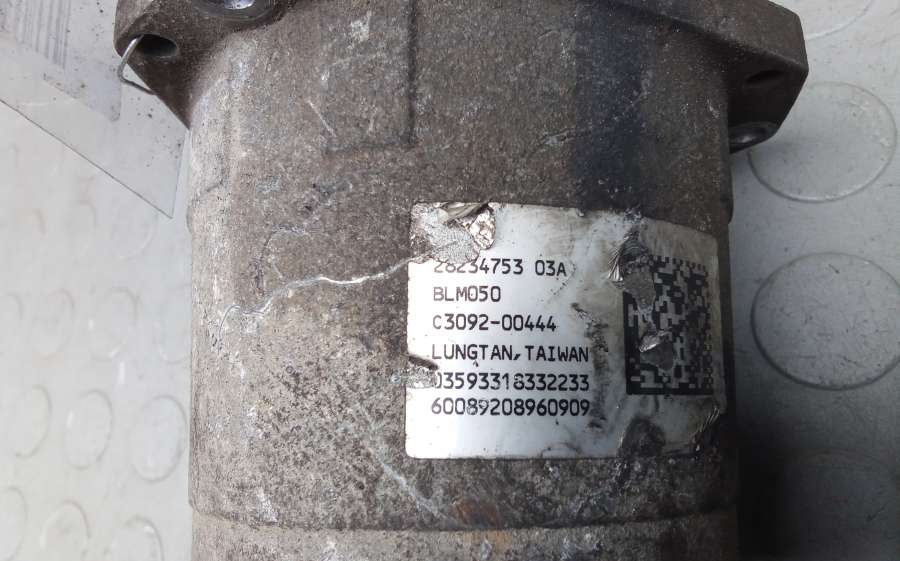 28234753 03A
BLM050
C3092-00444
LUNGTAN, TAIWAN
03593318332233
60089208960909